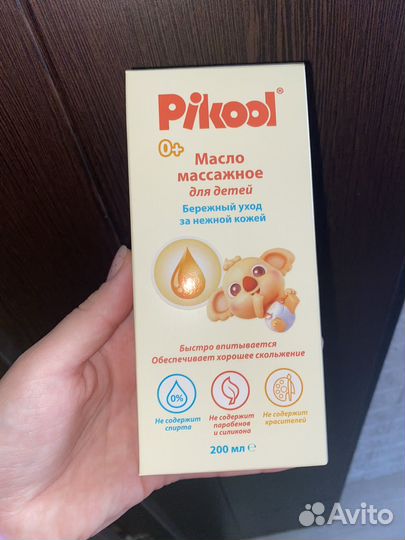 Pikool®
0+
Масло
массажное
для детей
Бережный уход
за нежной кожей
Быстро впитывается
Обеспечивает хорошее скольжение
0%
Не содержит
спирта
Не содержит
парабенов
и силикона
Не содержит
красителей
200 мл ℮
Avito